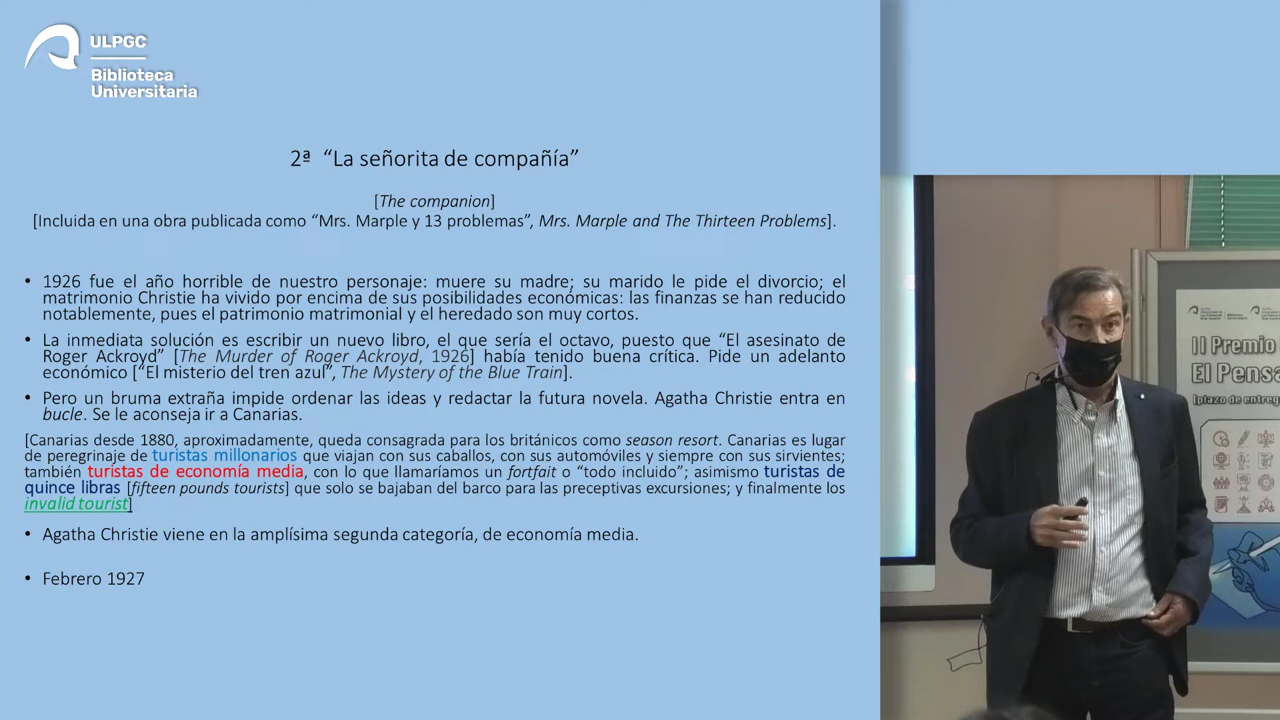 ULPGC
Biblioteca
Universitaria
2ª “La señorita de compañía”
[The companion]
[Incluida en una obra publicada como “Mrs. Marple y 13 problemas”, Mrs. Marple and The Thirteen Problems].
• 1926 fue el año horrible de nuestro personaje: muere su madre; su marido le pide el divorcio; el
matrimonio Christie ha vivido por encima de sus posibilidades económicas: las finanzas se han reducido
notablemente, pues el patrimonio matrimonial y el heredado son muy cortos.
• La inmediata solución es escribir un nuevo libro, el que sería el octavo, puesto que “El asesinato de
Roger Ackroyd” [The Murder of Roger Ackroyd, 1926] había tenido buena crítica. Pide un adelanto
económico [“El misterio del tren azul”, The Mystery of the Blue Train].
• Pero un bruma extraña impide ordenar las ideas y redactar la futura novela. Agatha Christie entra en
bucle. Se le aconseja ir a Canarias.
[Canarias desde 1880, aproximadamente, queda consagrada para los británicos como season resort. Canarias es lugar
de peregrinaje de turistas millonarios que viajan con sus caballos, con sus automóviles y siempre con sus sirvientes;
también turistas de economía media, con lo que llamaríamos un fortfait o “todo incluido”; asimismo turistas de
quince libras [fifteen pounds tourists] que solo se bajaban del barco para las preceptivas excursiones; y finalmente los
invalid tourist]
• Agatha Christie viene en la amplísima segunda categoría, de economía media.
• Febrero 1927
II Premio
El Pensa
(plazo de entreg